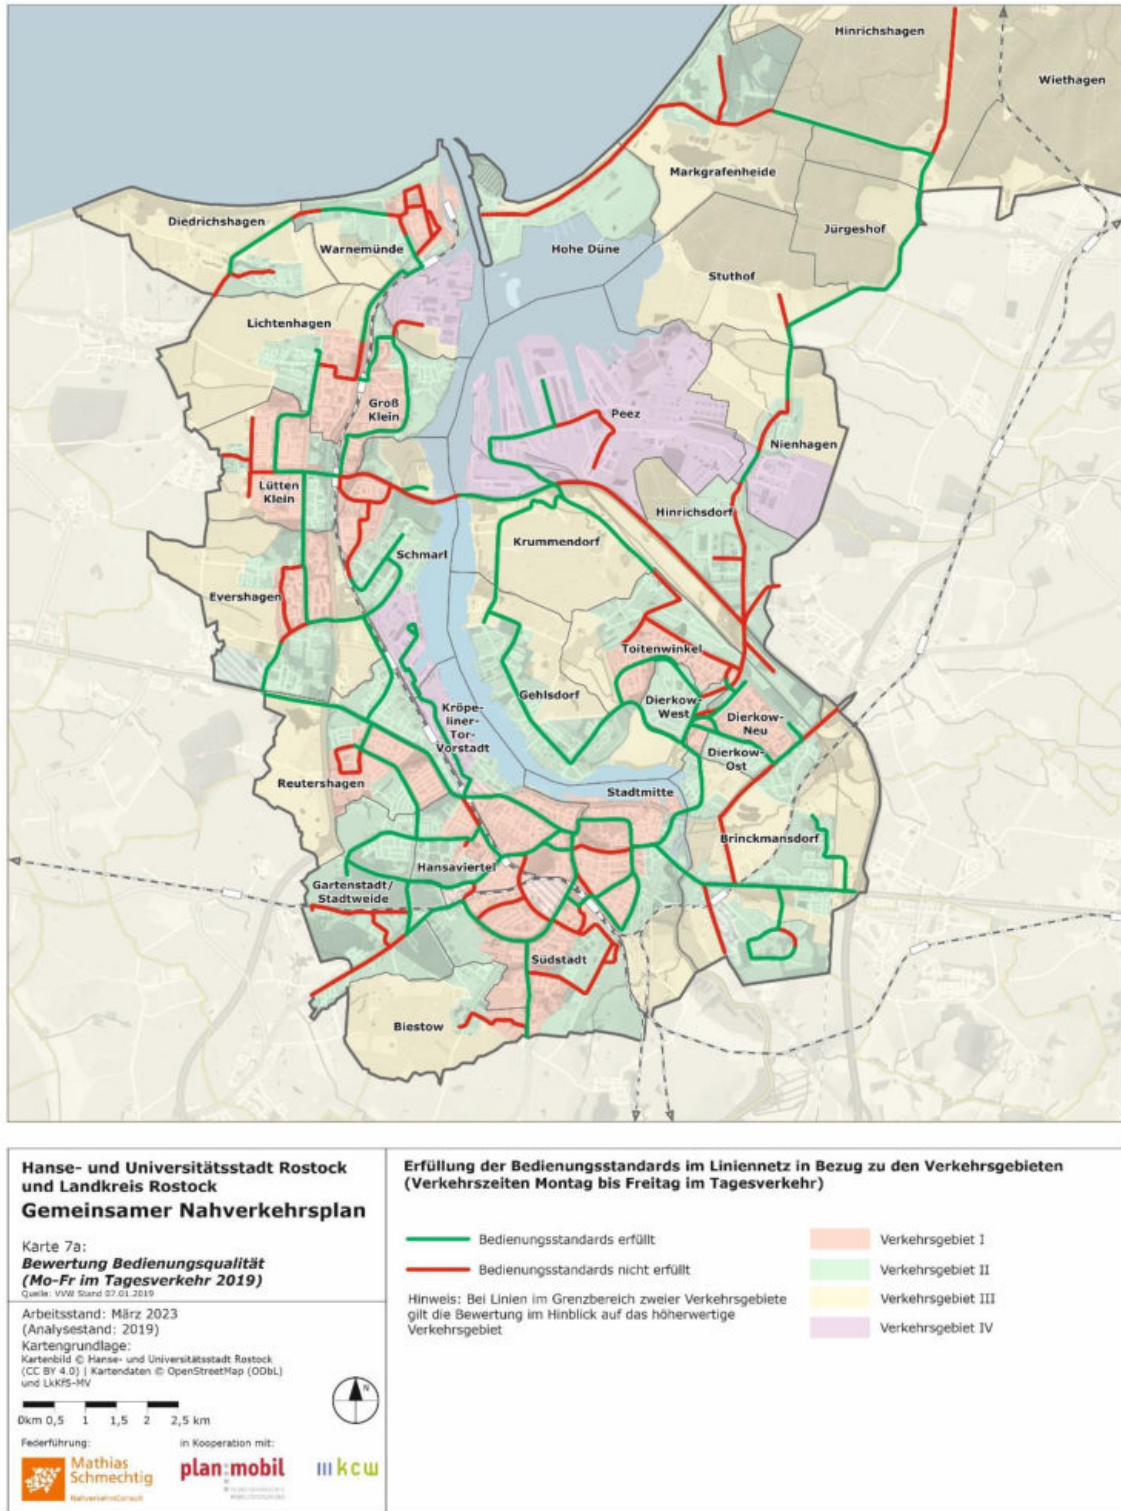 Hinrichshagen
Wiethagen
Markgrafenheide
Diedrichshagen
Jürgeshof
Warnemünde
Hohe Düne
Stuthof
Lichtenhagen
Groß
Klein
Peez
Nienhagen
Lütten
Klein
Hinrichsdorf
Krummendorf
Schmarl
Evershagen
Toitenwinkel
Gehlsdorf
Dierkow-
West
Kröpe-
liner-
Tor-
Vorstadt
Dierkow-
Neu
Dierkow-
Ost
Reutershagen
Stadtmitte
Brinckmansdorf
Hansaviertel
Gartenstadt/
Stadtweide
Südstadt
Biestow
Hanse- und Universitätsstadt Rostock
und Landkreis Rostock
Gemeinsamer Nahverkehrsplan
Karte 7a:
Bewertung Bedienungsqualität
(Mo-Fr im Tagesverkehr 2019)
Quelle: VVW Stand 07.01.2019
Arbeitsstand: März 2023
(Analysestand: 2019)
Kartengrundlage:
Kartenbild © Hanse- und Universitätsstadt Rostock
(CC BY 4.0) | Kartendaten © OpenStreetMap (ODbL)
und LkKfS-MV
N
0km 0,5 1 1,5 2 2,5 km
Federführung:
in Kooperation mit:
Mathias
Schmechtig
NahverkehrsConsult
plan:mobil
kcw
Erfüllung der Bedienungsstandards im Liniennetz in Bezug zu den Verkehrsgebieten
(Verkehrszeiten Montag bis Freitag im Tagesverkehr)
Bedienungsstandards erfüllt
Bedienungsstandards nicht erfüllt
Hinweis: Bei Linien im Grenzbereich zweier Verkehrsgebiete
gilt die Bewertung im Hinblick auf das höherwertige
Verkehrsgebiet
Verkehrsgebiet I
Verkehrsgebiet II
Verkehrsgebiet III
Verkehrsgebiet IV